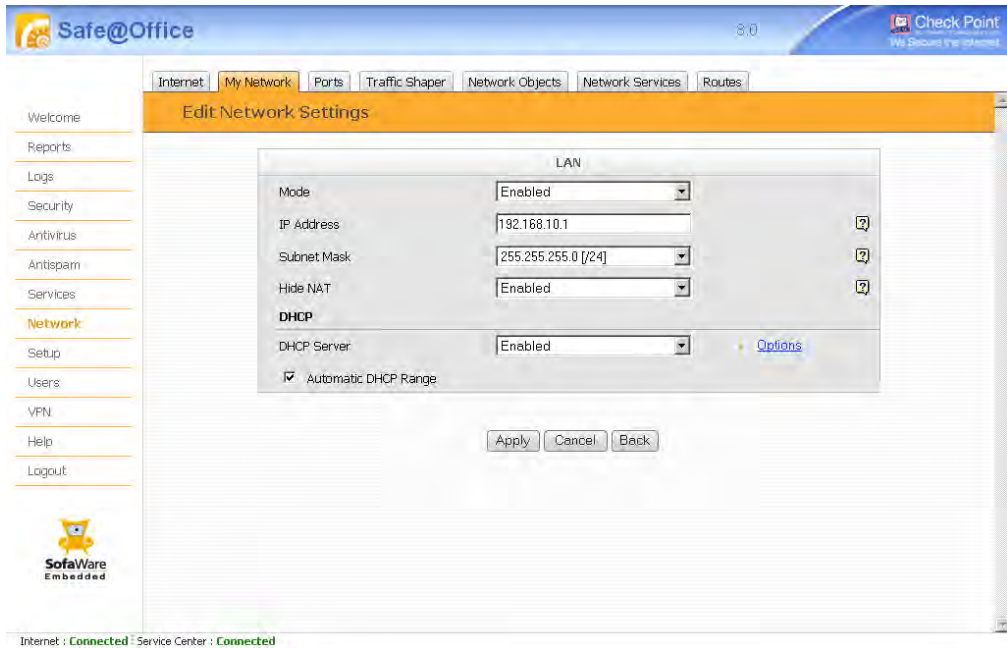 Safe@Office
8.0
Check Point
We Secure the Internet.
Internet My Network Ports Traffic Shaper Network Objects Network Services Routes
Edit Network Settings
Welcome
Reports
Logs
Security
Antivirus
Antispam
Services
Network
Setup
Users
VPN
Help
Logout
LAN
Mode Enabled
IP Address 192.168.10.1 ?
Subnet Mask 255.255.255.0 [/24] ?
Hide NAT Enabled ?
DHCP
DHCP Server Enabled Options
Automatic DHCP Range
Apply Cancel Back
SofaWare
Embedded
Internet : Connected Service Center : Connected